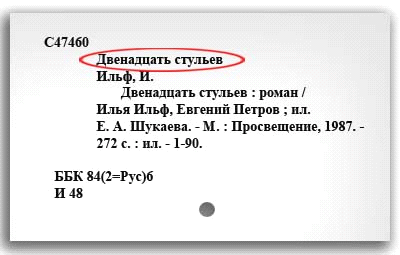 С47460
Двенадцать стульев
Ильф, И.
Двенадцать стульев : роман /
Илья Ильф, Евгений Петров ; ил.
Е. А. Шукаева. - М. : Просвещение, 1987. -
272 с. : ил. - 1-90.
ББК 84(2=Рус)6
И 48